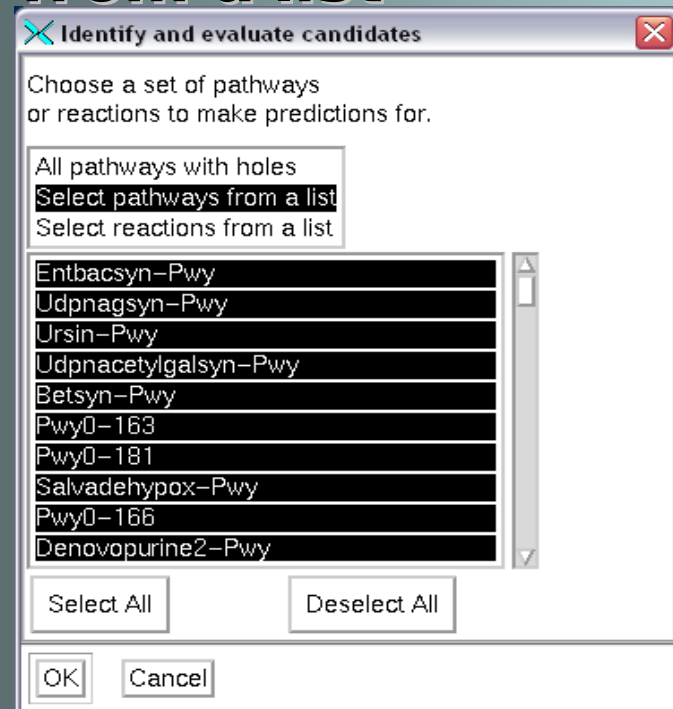 from a list
Identify and evaluate candidates
Choose a set of pathways
or reactions to make predictions for.
All pathways with holes
Select pathways from a list
Select reactions from a list
Entbacsyn-Pwy
Udpnagsyn-Pwy
Ursin-Pwy
Udpnacetylgalsyn-Pwy
Betsyn-Pwy
Pwy0-163
Pwy0-181
Salvadehypox-Pwy
Pwy0-166
Denovopurine2-Pwy
Select All
Deselect All
OK
Cancel